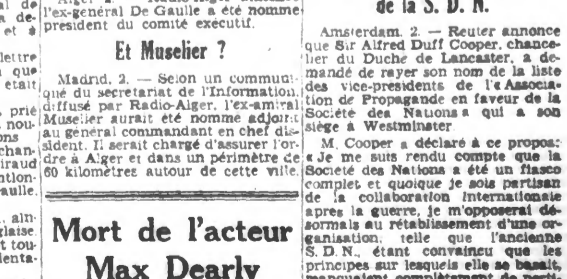 l'ex-général De Gaulle a été nommé
président du comité exécutif.
Et Muselier ?
Madrid, 2. — Selon un communi-
qué du secretariat de l'Information,
diffusé par Radio-Alger, l'ex-amiral
Muselier aurait été nommé adjoint
au général commandant en chef dis-
sident. Il serait chargé d'assurer l'or-
dre à Alger et dans un périmètre de
60 kilomètres autour de cette ville.
Mort de l'acteur
Max Dearly
de la S. D. N.
Amsterdam, 2. — Reuter annonce
que Sir Alfred Duff Cooper, chance-
lier du Duche de Lancaster, a de-
mandé de rayer son nom de la liste
des vice-presidents de l'« Associa-
tion de Propagande en faveur de la
Société des Nations » qui a son
siège à Westminster.
M. Cooper a déclaré à ce propos:
« Je me suis rendu compte que la
Societé des Nations a été un fiasco
complet et quoique je sois partisan
de la collaboration internationale
apres la guerre, je m'opposerai dé-
sormais au rétablissement d'une or-
ganisation, telle que l'ancienne
S. D. N., étant convaincu que les
principes sur lesquels elle se basait,